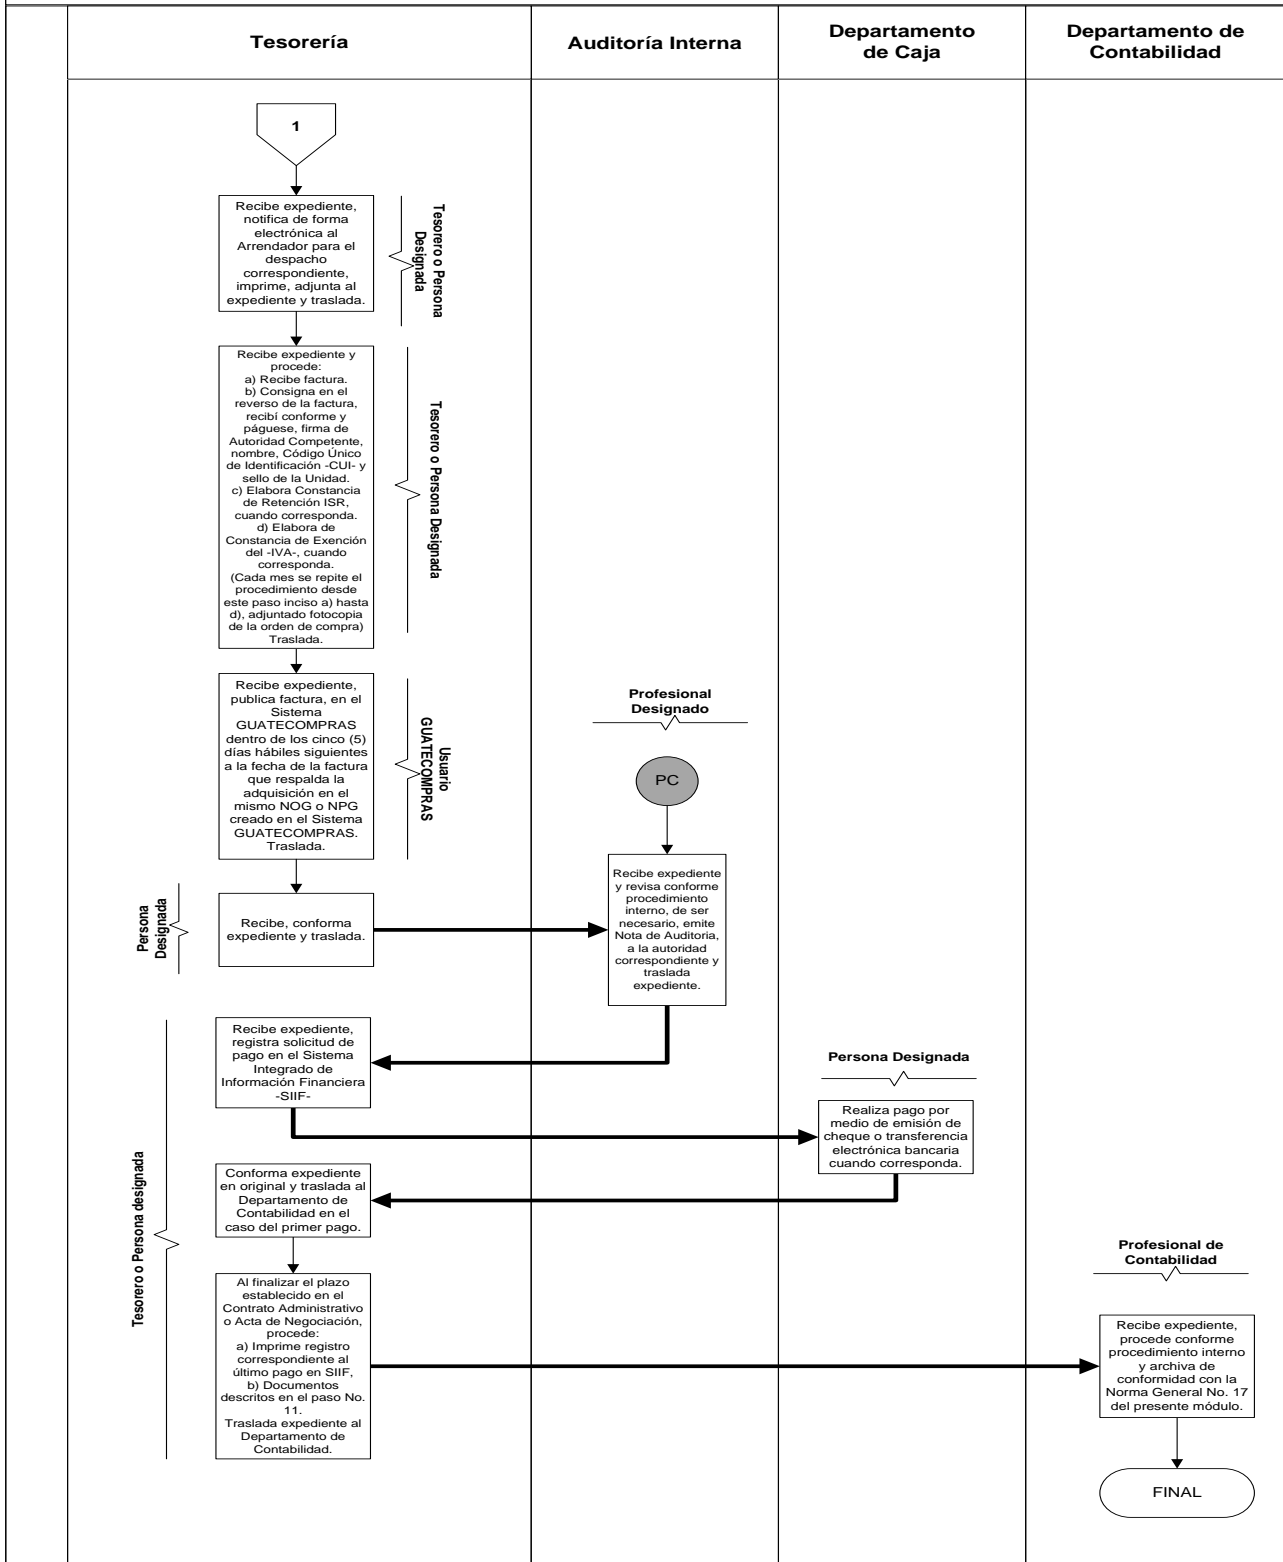 Tesorería
Auditoría Interna
Departamento
de Caja
Departamento de
Contabilidad
1
Recibe expediente,
notifica de forma
electrónica al
Arrendador para el
despacho
correspondiente,
imprime, adjunta al
expediente y traslada.
Tesorero o Persona
Designada
Recibe expediente y
procede:
a) Recibe factura.
b) Consigna en el
reverso de la factura,
recibí conforme y
páguese, firma de
Autoridad Competente,
nombre, Código Único
de Identificación -CUI- y
sello de la Unidad.
c) Elabora Constancia
de Retención ISR,
cuando corresponda.
d) Elabora de
Constancia de Exención
del -IVA-, cuando
corresponda.
(Cada mes se repite el
procedimiento desde
este paso inciso a) hasta
d), adjuntado fotocopia
de la orden de compra)
Traslada.
Tesorero o Persona Designada
Recibe expediente,
publica factura, en el
Sistema
GUATECOMPRAS
dentro de los cinco (5)
días hábiles siguientes
a la fecha de la factura
que respalda la
adquisición en el
mismo NOG o NPG
creado en el Sistema
GUATECOMPRAS.
Traslada.
Usuario
GUATECOMPRAS
Profesional
Designado
PC
Persona
Designada
Recibe, conforma
expediente y traslada.
Recibe expediente
y revisa conforme
procedimiento
interno, de ser
necesario, emite
Nota de Auditoria,
a la autoridad
correspondiente y
traslada
expediente.
Tesorero o Persona designada
Recibe expediente,
registra solicitud de
pago en el Sistema
Integrado de
Información Financiera
-SIIF-
Persona Designada
Realiza pago por
medio de emisión de
cheque o transferencia
electrónica bancaria
cuando corresponda.
Conforma expediente
en original y traslada al
Departamento de
Contabilidad en el
caso del primer pago.
Al finalizar el plazo
establecido en el
Contrato Administrativo
o Acta de Negociación,
procede:
a) Imprime registro
correspondiente al
último pago en SIIF,
b) Documentos
descritos en el paso No.
11.
Traslada expediente al
Departamento de
Contabilidad.
Profesional de
Contabilidad
Recibe expediente,
procede conforme
procedimiento interno
y archiva de
conformidad con la
Norma General No. 17
del presente módulo.
FINAL